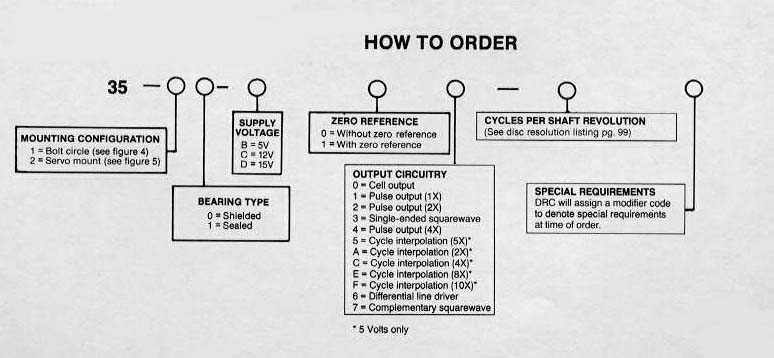 HOW TO ORDER
35 — –  —
MOUNTING CONFIGURATION
1 = Bolt circle (see figure 4)
2 = Servo mount (see figure 5)
BEARING TYPE
0 = Shielded
1 = Sealed
SUPPLY
VOLTAGE
B = 5V
C = 12V
D = 15V
ZERO REFERENCE
0 = Without zero reference
1 = With zero reference
OUTPUT CIRCUITRY
0 = Cell output
1 = Pulse output (1X)
2 = Pulse output (2X)
3 = Single-ended squarewave
4 = Pulse output (4X)
5 = Cycle interpolation (5X)*
A = Cycle interpolation (2X)*
C = Cycle interpolation (4X)*
E = Cycle interpolation (8X)*
F = Cycle interpolation (10X)*
6 = Differential line driver
7 = Complementary squarewave
* 5 Volts only
CYCLES PER SHAFT REVOLUTION
(See disc resolution listing pg. 99)
SPECIAL REQUIREMENTS
DRC will assign a modifier code
to denote special requirements
at time of order.